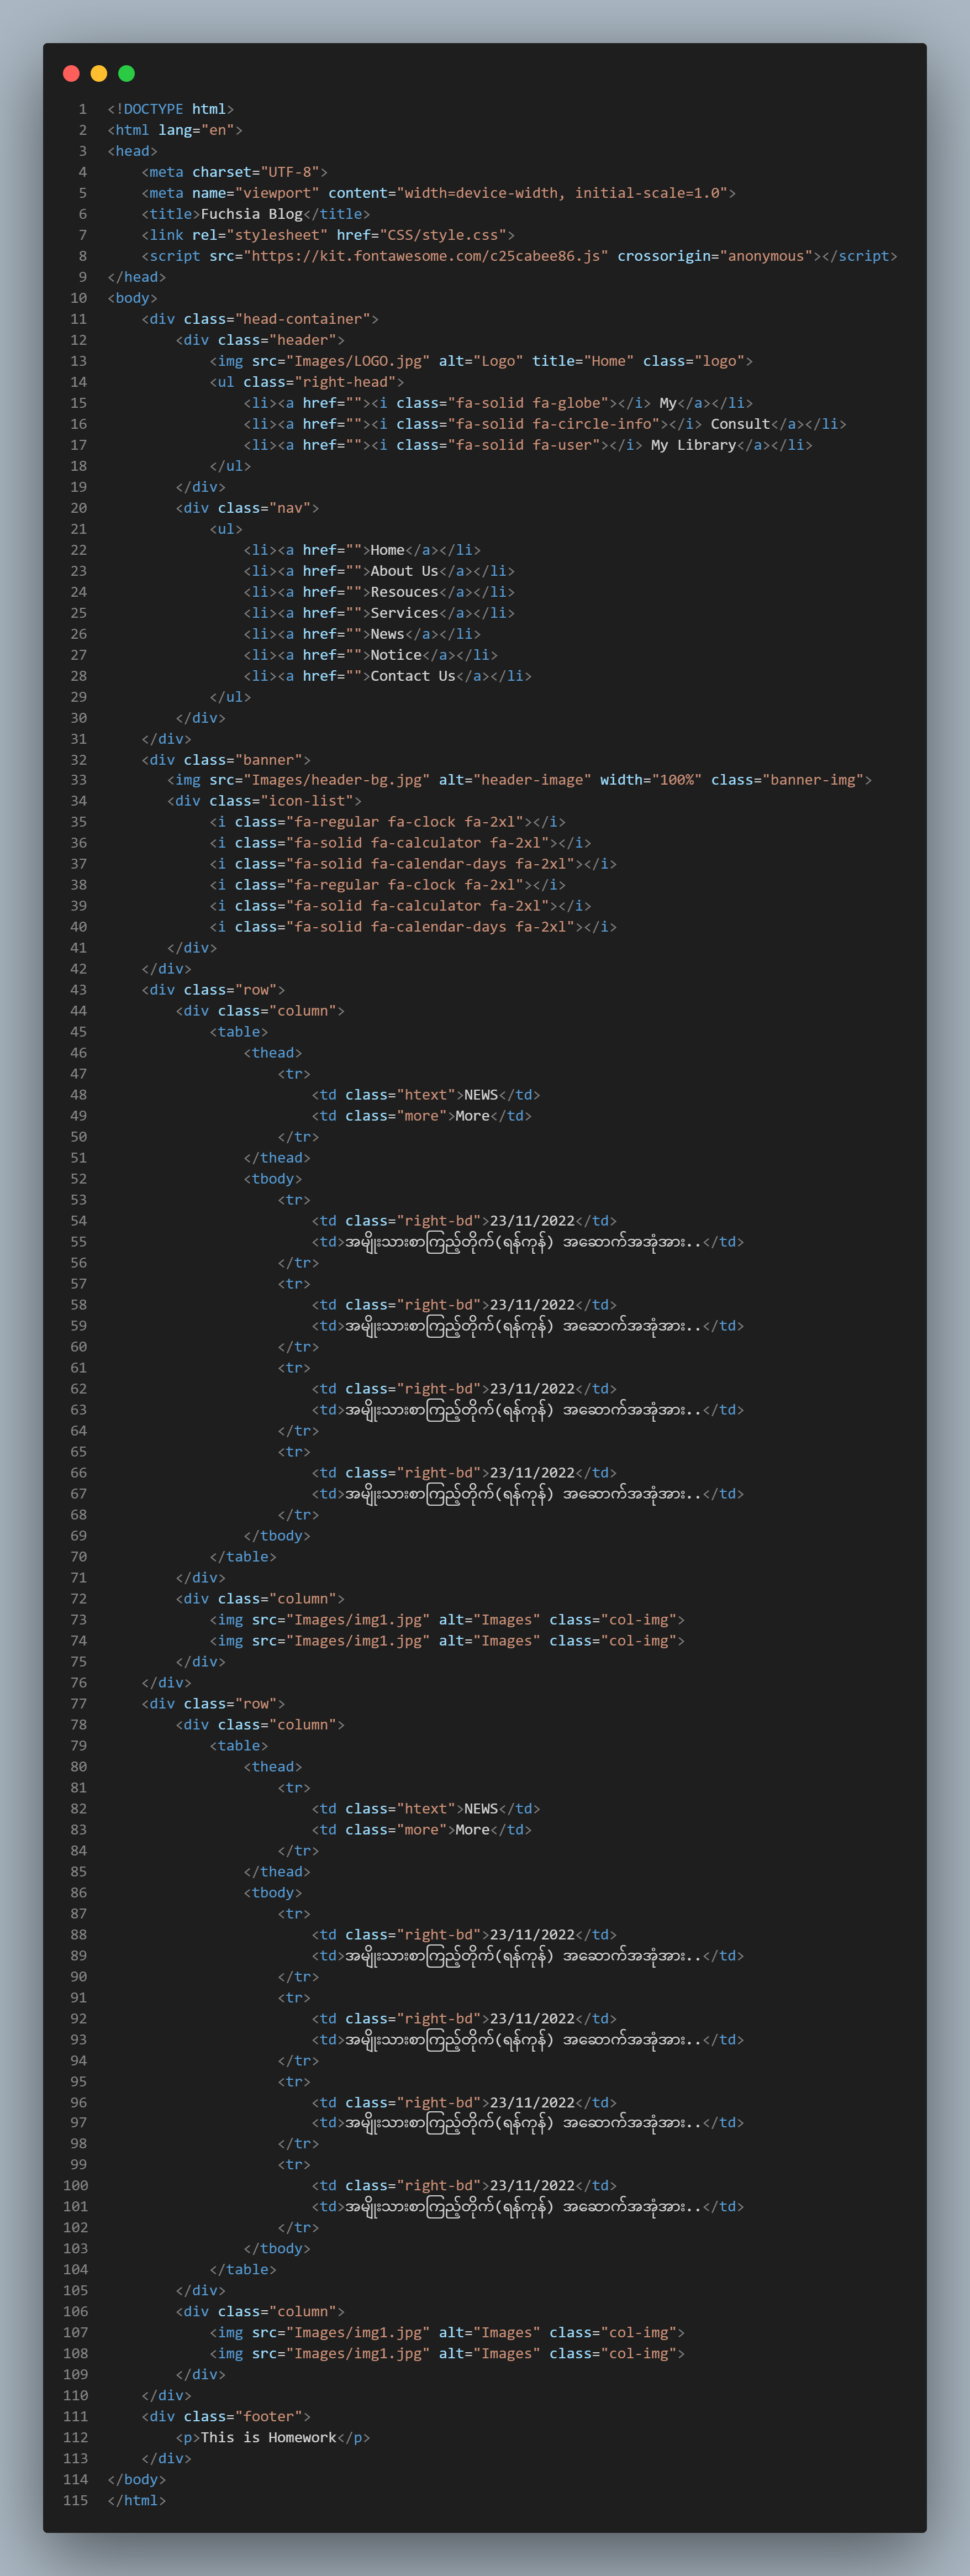 1 <!DOCTYPE html>
2 <html lang="en">
3 <head>
4     <meta charset="UTF-8">
5     <meta name="viewport" content="width=device-width, initial-scale=1.0">
6     <title>Fuchsia Blog</title>
7     <link rel="stylesheet" href="CSS/style.css">
8     <script src="https://kit.fontawesome.com/c25cabee86.js" crossorigin="anonymous"></script>
9 </head>
10 <body>
11     <div class="head-container">
12         <div class="header">
13             <img src="Images/LOGO.jpg" alt="Logo" title="Home" class="logo">
14             <ul class="right-head">
15                 <li><a href=""><i class="fa-solid fa-globe"></i> My</a></li>
16                 <li><a href=""><i class="fa-solid fa-circle-info"></i> Consult</a></li>
17                 <li><a href=""><i class="fa-solid fa-user"></i> My Library</a></li>
18             </ul>
19         </div>
20         <div class="nav">
21             <ul>
22                 <li><a href="">Home</a></li>
23                 <li><a href="">About Us</a></li>
24                 <li><a href="">Resouces</a></li>
25                 <li><a href="">Services</a></li>
26                 <li><a href="">News</a></li>
27                 <li><a href="">Notice</a></li>
28                 <li><a href="">Contact Us</a></li>
29             </ul>
30         </div>
31     </div>
32     <div class="banner">
33        <img src="Images/header-bg.jpg" alt="header-image" width="100%" class="banner-img">
34        <div class="icon-list">
35             <i class="fa-regular fa-clock fa-2xl"></i>
36             <i class="fa-solid fa-calculator fa-2xl"></i>
37             <i class="fa-solid fa-calendar-days fa-2xl"></i>
38             <i class="fa-regular fa-clock fa-2xl"></i>
39             <i class="fa-solid fa-calculator fa-2xl"></i>
40             <i class="fa-solid fa-calendar-days fa-2xl"></i>
41        </div>
42     </div>
43     <div class="row">
44         <div class="column">
45             <table>
46                 <thead>
47                     <tr>
48                         <td class="htext">NEWS</td>
49                         <td class="more">More</td>
50                     </tr>
51                 </thead>
52                 <tbody>
53                     <tr>
54                         <td class="right-bd">23/11/2022</td>
55                         <td>အမျိုးသားစာကြည့်တိုက်(ရန်ကုန်) အဆောက်အအုံအား..</td>
56                     </tr>
57                     <tr>
58                         <td class="right-bd">23/11/2022</td>
59                         <td>အမျိုးသားစာကြည့်တိုက်(ရန်ကုန်) အဆောက်အအုံအား..</td>
60                     </tr>
61                     <tr>
62                         <td class="right-bd">23/11/2022</td>
63                         <td>အမျိုးသားစာကြည့်တိုက်(ရန်ကုန်) အဆောက်အအုံအား..</td>
64                     </tr>
65                     <tr>
66                         <td class="right-bd">23/11/2022</td>
67                         <td>အမျိုးသားစာကြည့်တိုက်(ရန်ကုန်) အဆောက်အအုံအား..</td>
68                     </tr>
69                 </tbody>
70             </table>
71         </div>
72         <div class="column">
73             <img src="Images/img1.jpg" alt="Images" class="col-img">
74             <img src="Images/img1.jpg" alt="Images" class="col-img">
75         </div>
76     </div>
77     <div class="row">
78         <div class="column">
79             <table>
80                 <thead>
81                     <tr>
82                         <td class="htext">NEWS</td>
83                         <td class="more">More</td>
84                     </tr>
85                 </thead>
86                 <tbody>
87                     <tr>
88                         <td class="right-bd">23/11/2022</td>
89                         <td>အမျိုးသားစာကြည့်တိုက်(ရန်ကုန်) အဆောက်အအုံအား..</td>
90                     </tr>
91                     <tr>
92                         <td class="right-bd">23/11/2022</td>
93                         <td>အမျိုးသားစာကြည့်တိုက်(ရန်ကုန်) အဆောက်အအုံအား..</td>
94                     </tr>
95                     <tr>
96                         <td class="right-bd">23/11/2022</td>
97                         <td>အမျိုးသားစာကြည့်တိုက်(ရန်ကုန်) အဆောက်အအုံအား..</td>
98                     </tr>
99                     <tr>
100                         <td class="right-bd">23/11/2022</td>
101                         <td>အမျိုးသားစာကြည့်တိုက်(ရန်ကုန်) အဆောက်အအုံအား..</td>
102                     </tr>
103                 </tbody>
104             </table>
105         </div>
106         <div class="column">
107             <img src="Images/img1.jpg" alt="Images" class="col-img">
108             <img src="Images/img1.jpg" alt="Images" class="col-img">
109         </div>
110     </div>
111     <div class="footer">
112         <p>This is Homework</p>
113     </div>
114 </body>
115 </html>